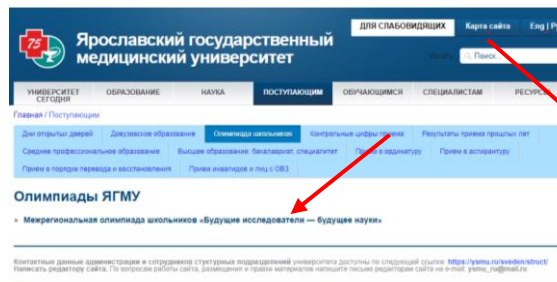 ДЛЯ СЛАБОВИДЯЩИХ Карта сайта Eng | Р
75 Ярославский государственный
медицинский университет
Поиск...
УНИВЕРСИТЕТ СЕГОДНЯ ОБРАЗОВАНИЕ НАУКА ПОСТУПАЮЩИМ ОБУЧАЮЩИМСЯ СПЕЦИАЛИСТАМ РЕСУРСЫ
Главная / Поступающим
Дни открытых дверей Довузовское образование Олимпиада школьников Контрольные цифры приема Результаты приема прошлых лет
Среднее профессиональное образование Высшее образование: бакалавриат, специалитет Прием в ординатуру Прием в аспирантуру
Прием в порядке перевода и восстановления Прием инвалидов и лиц с ОВЗ
Олимпиады ЯГМУ
Межрегиональная олимпиада школьников «Будущие исследователи — будущее науки»
Контактные данные администрации и сотрудников структурных подразделений университета доступны по следующей ссылке: https://ysmu.ru/sveden/struct/
Написать редактору сайта. По вопросам работы сайта, размещения и правки материалов напишите письмо редакторам сайта на e-mail: ysmu_ru@mail.ru